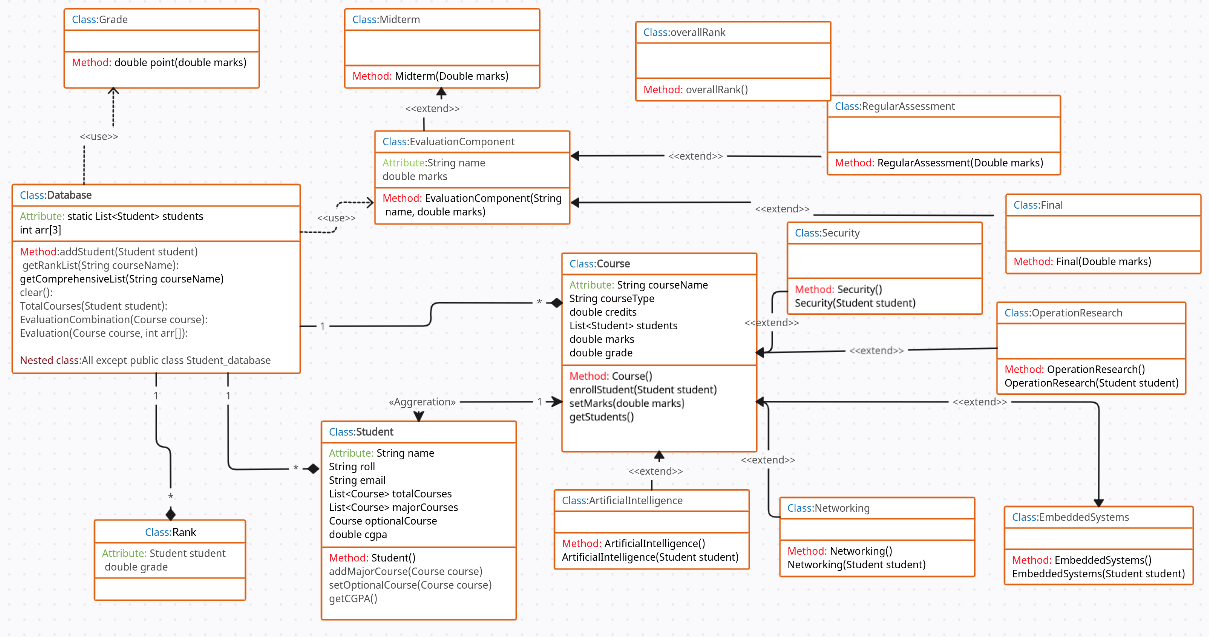 Class:Grade
Method: double point(double marks)
<<use>>
Class:Midterm
Method: Midterm(Double marks)
<<extend>>
Class:overallRank
Method: overallRank()
Class:RegularAssessment
Method: RegularAssessment(Double marks)
<<extend>>
Class:EvaluationComponent
Attribute:String name
double marks
Method: EvaluationComponent(String
name, double marks)
<<use>>
<<extend>>
Class:Final
Method: Final(Double marks)
Class:Database
Attribute: static List<Student> students
int arr[3]
Method:addStudent(Student student)
getRankList(String courseName):
getComprehensiveList(String courseName)
clear():
TotalCourses(Student student):
EvaluationCombination(Course course):
Evaluation(Course course, int arr[]):
Nested class:All except public class Student_database
1
*
Class:Course
Attribute: String courseName
String courseType
double credits
List<Student> students
double marks
double grade
Method: Course()
enrollStudent(Student student)
setMarks(double marks)
getStudents()
Class:Security
Method: Security()
Security(Student student)
<<extend>>
Class:OperationResearch
Method: OperationResearch()
OperationResearch(Student student)
<<extend>>
<<extend>>
«Aggreration»
1
1
1
*
*
Class:Student
Attribute: String name
String roll
String email
List<Course> totalCourses
List<Course> majorCourses
Course optionalCourse
double cgpa
Method: Student()
addMajorCourse(Course course)
setOptionalCourse(Course course)
getCGPA()
Class:Rank
Attribute: Student student
double grade
<<extend>>
Class:ArtificialIntelligence
Method: ArtificialIntelligence()
ArtificialIntelligence(Student student)
<<extend>>
Class:Networking
Method: Networking()
Networking(Student student)
Class:EmbeddedSystems
Method: EmbeddedSystems()
EmbeddedSystems(Student student)